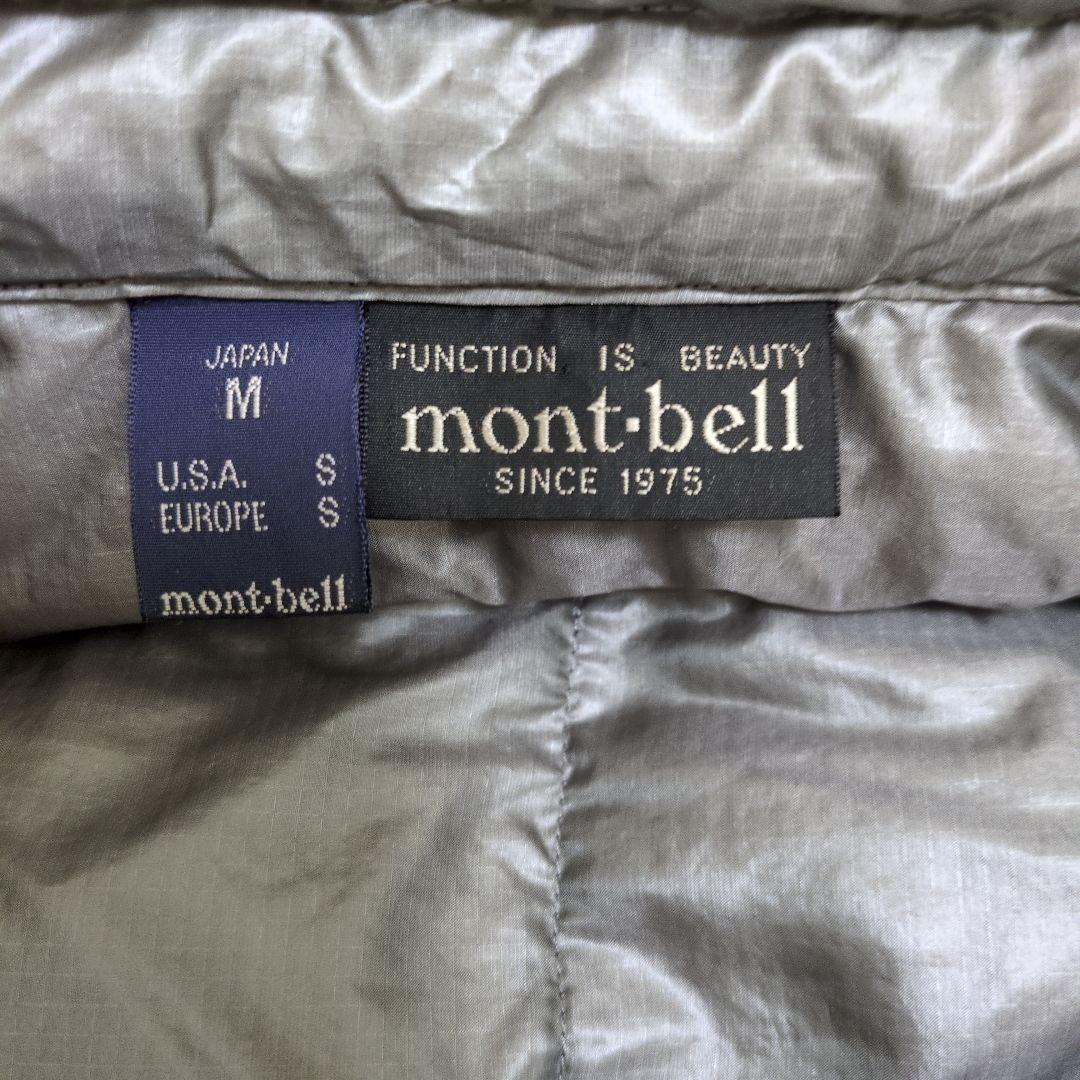 JAPAN
M
U.S.A. S
EUROPE S
mont·bell
FUNCTION IS BEAUTY
mont·bell
SINCE 1975